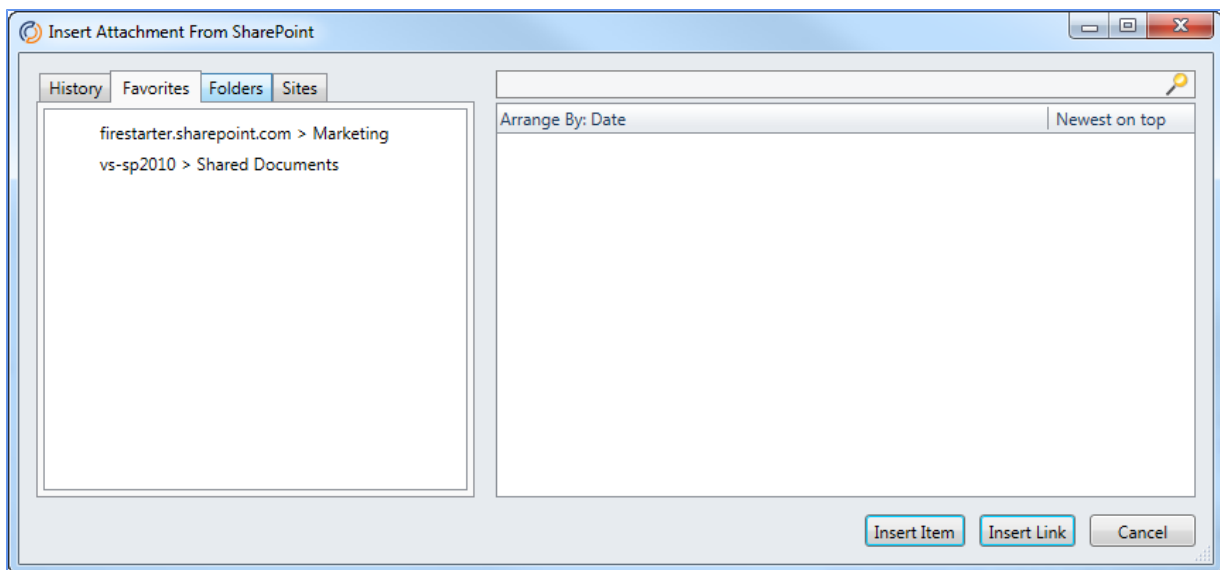 Insert Attachment From SharePoint
History Favorites Folders Sites
firestarter.sharepoint.com > Marketing
vs-sp2010 > Shared Documents
Arrange By: Date Newest on top
Insert Item Insert Link Cancel